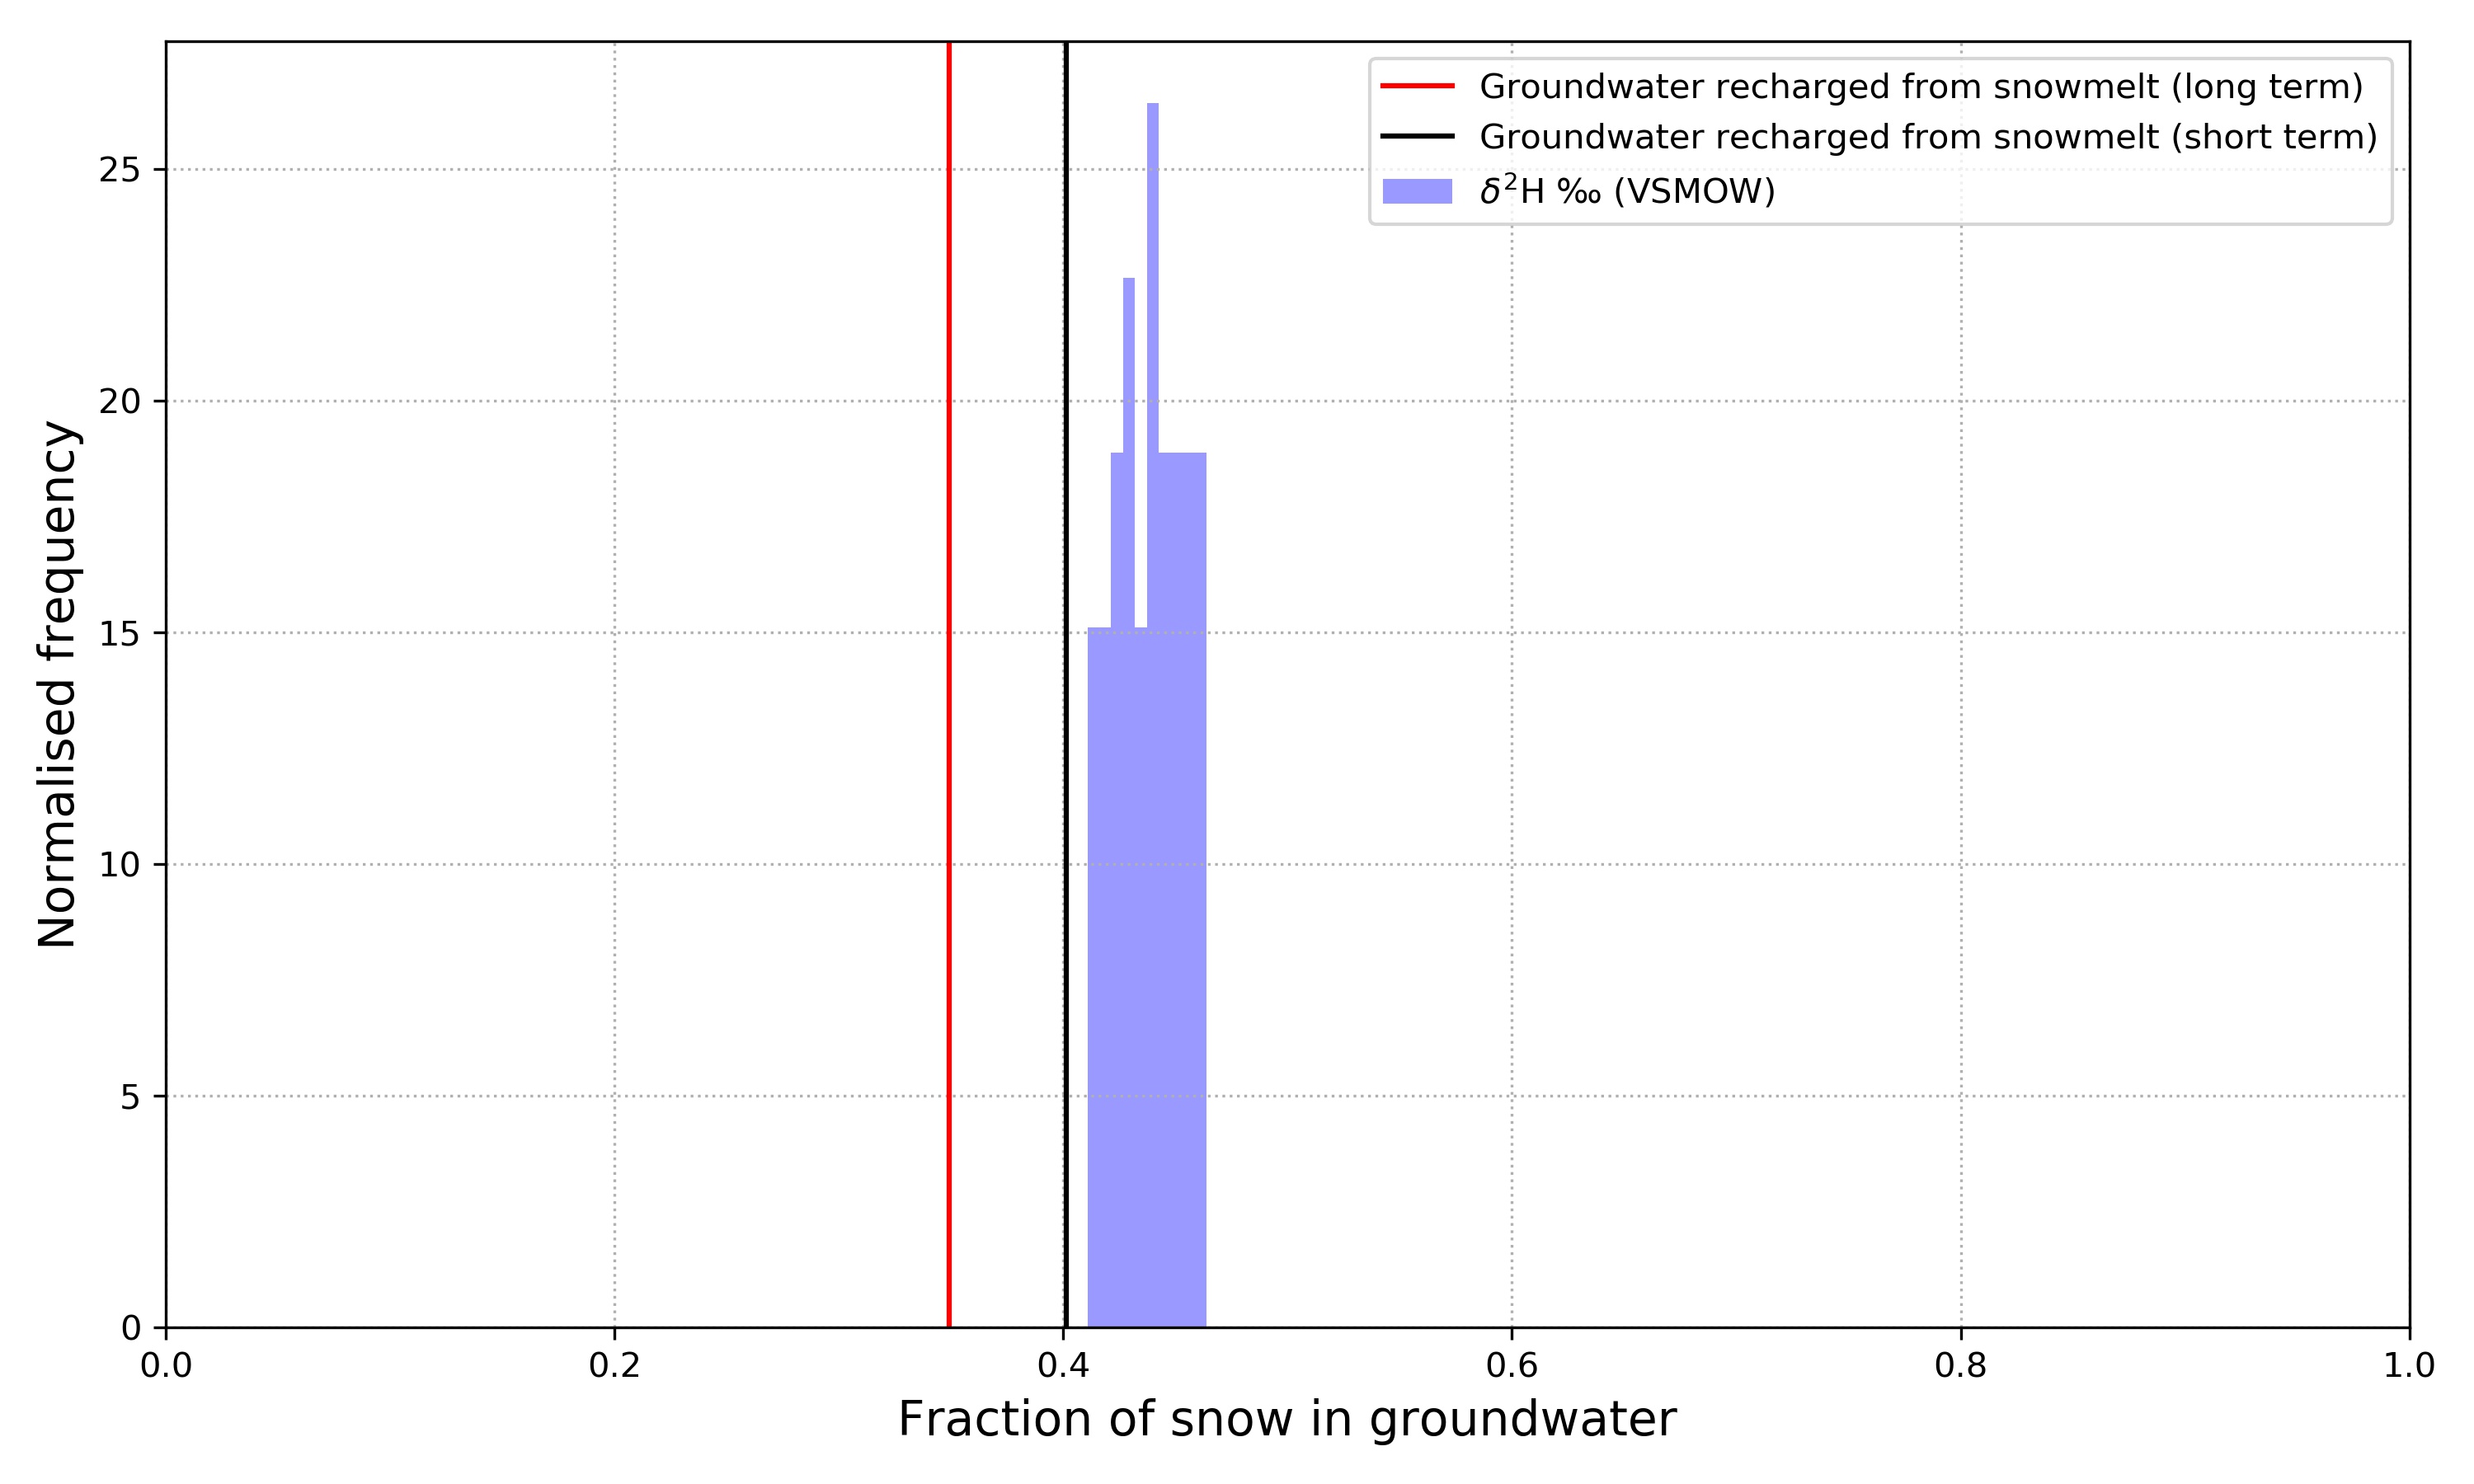 Groundwater recharged from snowmelt (long term)
Groundwater recharged from snowmelt (short term)
δ²H ‰ (VSMOW)
Normalised frequency
25
20
15
10
5
0
0.0 0.2 0.4 0.6 0.8 1.0
Fraction of snow in groundwater